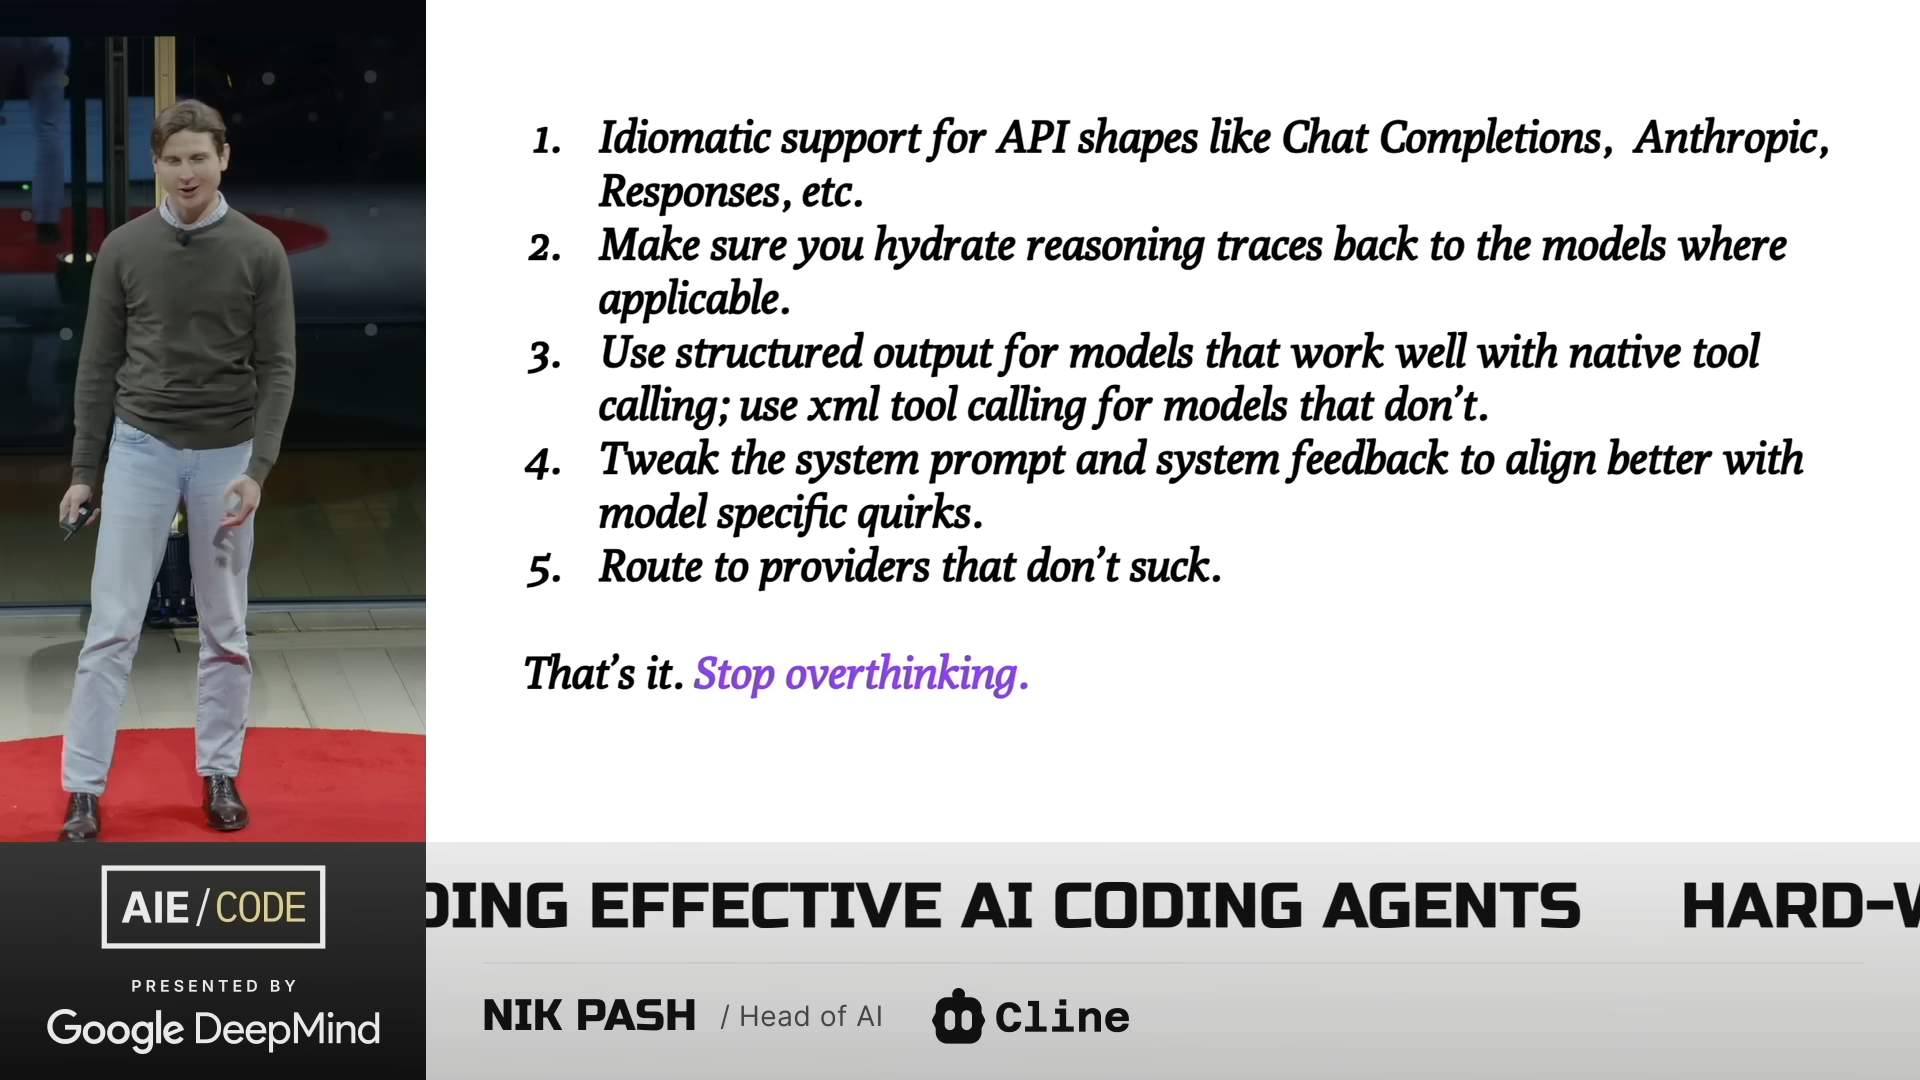 1. Idiomatic support for API shapes like Chat Completions, Anthropic,
Responses, etc.
2. Make sure you hydrate reasoning traces back to the models where
applicable.
3. Use structured output for models that work well with native tool
calling; use xml tool calling for models that don’t.
4. Tweak the system prompt and system feedback to align better with
model specific quirks.
5. Route to providers that don’t suck.
That’s it. Stop overthinking.
AIE/CODE
PRESENTED BY
Google DeepMind
DING EFFECTIVE AI CODING AGENTS HARD-W
NIK PASH / Head of AI Cline